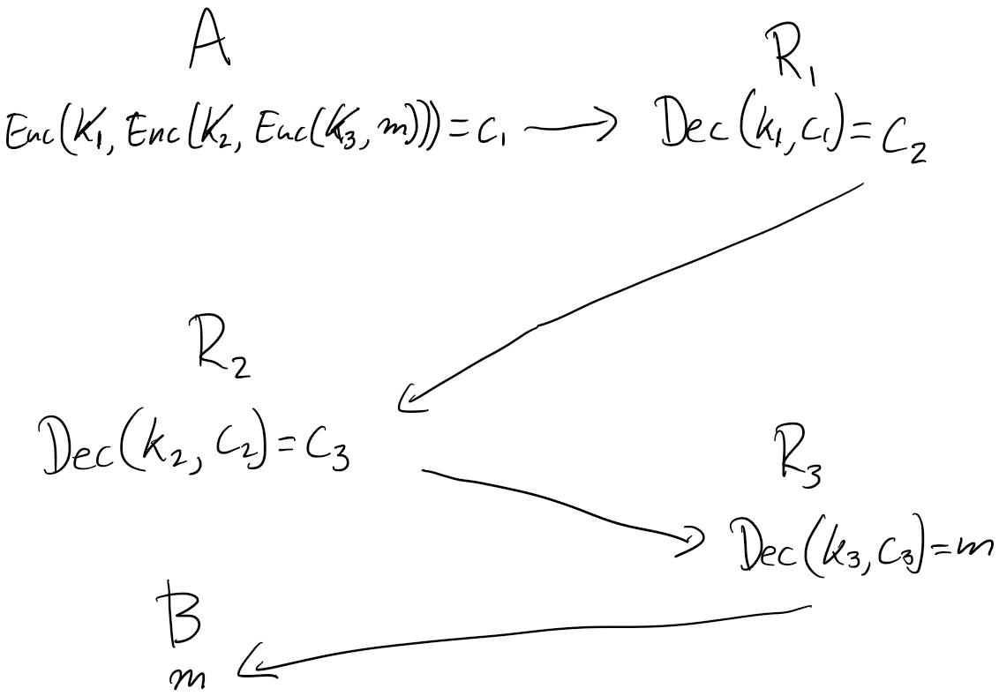 A
Enc(K₁, Enc(K₂, Enc(K₃, m)))=C₁
R₁
Dec(k₁,C₁)=C₂
R₂
Dec(k₂, C₂)=C₃
R₃
Dec(k₃,C₃)=m
B
m